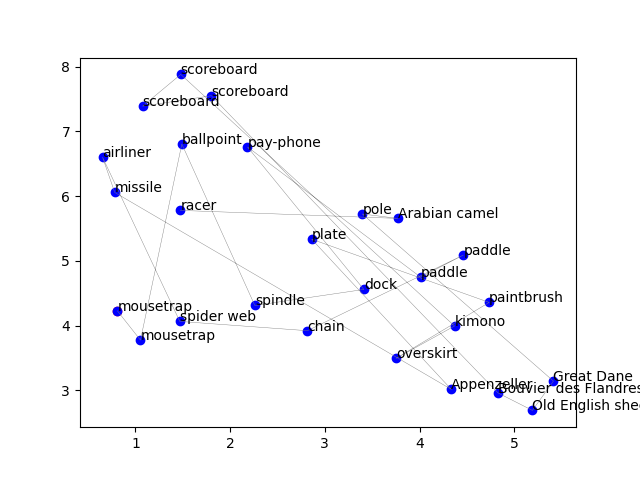 scoreboard
scoreboard
scoreboard
ballpoint
pay-phone
airliner
missile
racer
pole
Arabian camel
plate
paddle
paddle
dock
spindle
paintbrush
mousetrap
spider web
chain
kimono
mousetrap
overskirt
Great Dane
Appenzeller
Bouvier des Flandres
Old English shee
8
7
6
5
4
3
1
2
3
4
5